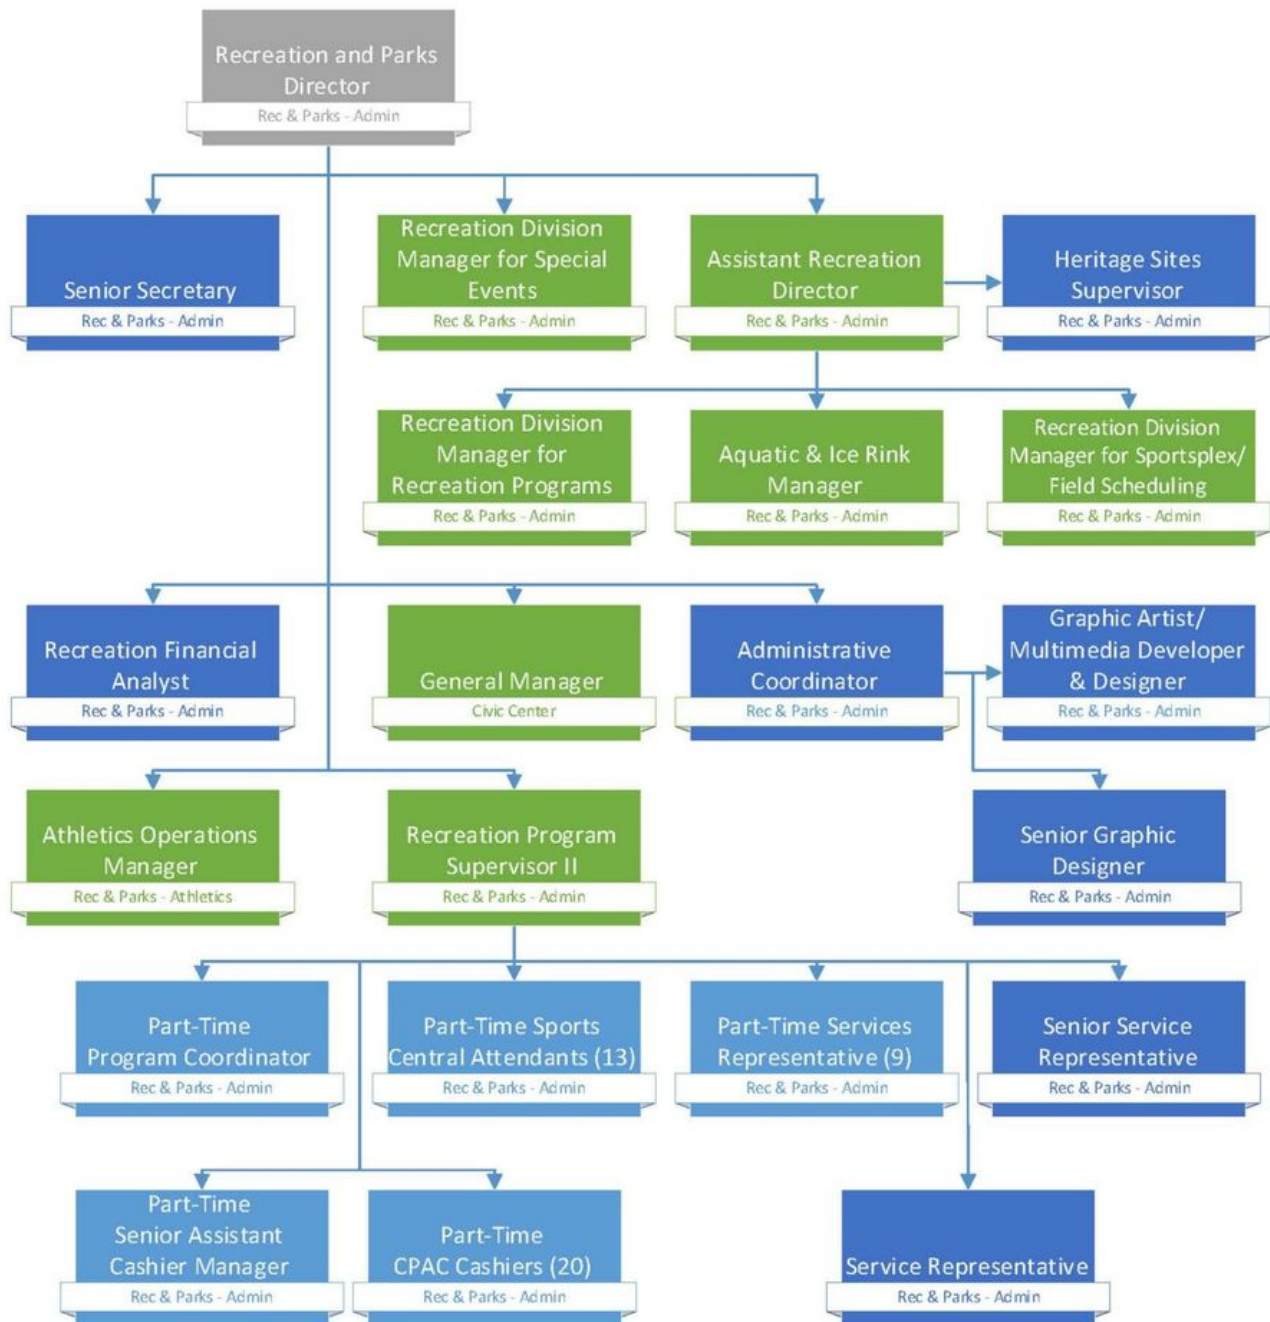 Recreation and Parks
Director
Rec & Parks - Admin
Senior Secretary
Rec & Parks - Admin
Recreation Division
Manager for Special
Events
Rec & Parks - Admin
Assistant Recreation
Director
Rec & Parks - Admin
Heritage Sites
Supervisor
Rec & Parks - Admin
Recreation Division
Manager for
Recreation Programs
Rec & Parks - Admin
Aquatic & Ice Rink
Manager
Rec & Parks - Admin
Recreation Division
Manager for Sportsplex/
Field Scheduling
Rec & Parks - Admin
Recreation Financial
Analyst
Rec & Parks - Admin
General Manager
Civic Center
Administrative
Coordinator
Rec & Parks - Admin
Graphic Artist/
Multimedia Developer
& Designer
Rec & Parks - Admin
Athletics Operations
Manager
Rec & Parks - Athletics
Recreation Program
Supervisor II
Rec & Parks - Admin
Senior Graphic
Designer
Rec & Parks - Admin
Part-Time
Program Coordinator
Rec & Parks - Admin
Part-Time Sports
Central Attendants (13)
Rec & Parks - Admin
Part-Time Services
Representative (9)
Rec & Parks - Admin
Senior Service
Representative
Rec & Parks - Admin
Part-Time
Senior Assistant
Cashier Manager
Rec & Parks - Admin
Part-Time
CPAC Cashiers (20)
Rec & Parks - Admin
Service Representative
Rec & Parks - Admin